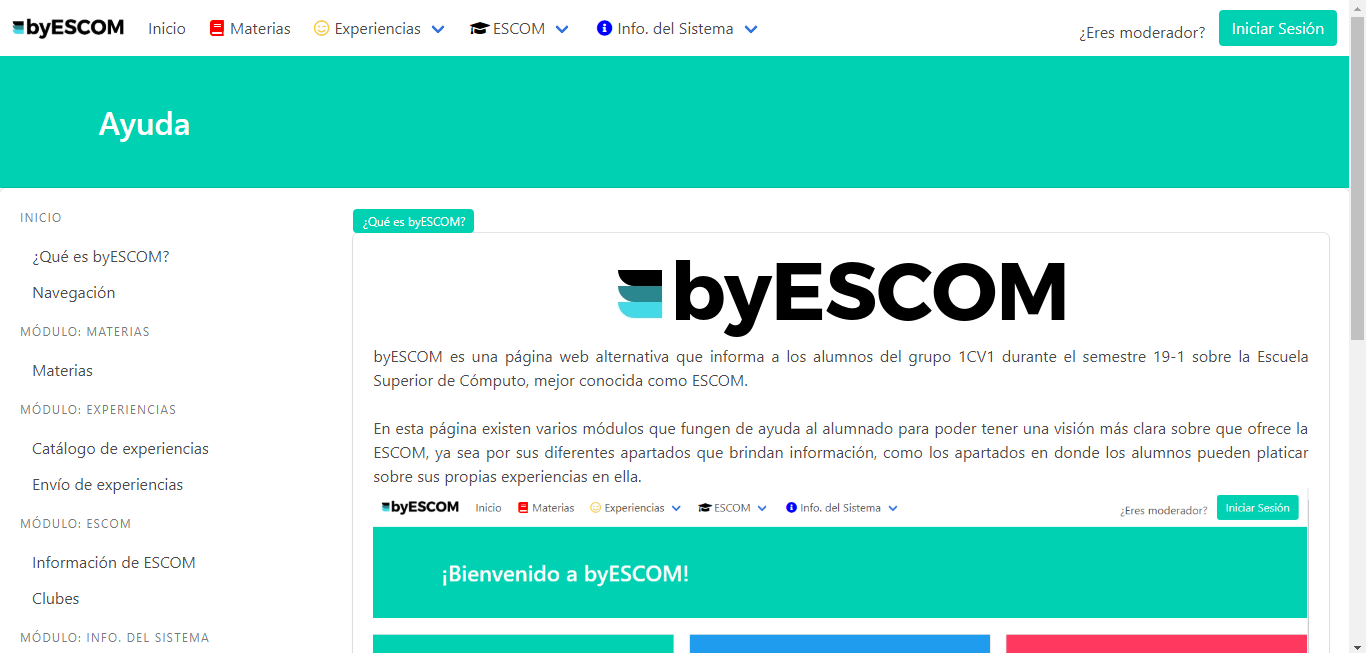 byESCOM Inicio Materias Experiencias ESCOM Info. del Sistema ¿Eres moderador? Iniciar Sesión
Ayuda
INICIO
¿Qué es byESCOM?
Navegación
MÓDULO: MATERIAS
Materias
MÓDULO: EXPERIENCIAS
Catálogo de experiencias
Envío de experiencias
MÓDULO: ESCOM
Información de ESCOM
Clubes
MÓDULO: INFO. DEL SISTEMA
¿Qué es byESCOM?
byESCOM
byESCOM es una página web alternativa que informa a los alumnos del grupo 1CV1 durante el semestre 19-1 sobre la Escuela
Superior de Cómputo, mejor conocida como ESCOM.
En esta página existen varios módulos que fungen de ayuda al alumnado para poder tener una visión más clara sobre que ofrece la
ESCOM, ya sea por sus diferentes apartados que brindan información, como los apartados en donde los alumnos pueden platicar
sobre sus propias experiencias en ella.
byESCOM Inicio Materias Experiencias ESCOM Info. del Sistema ¿Eres moderador? Iniciar Sesión
¡Bienvenido a byESCOM!